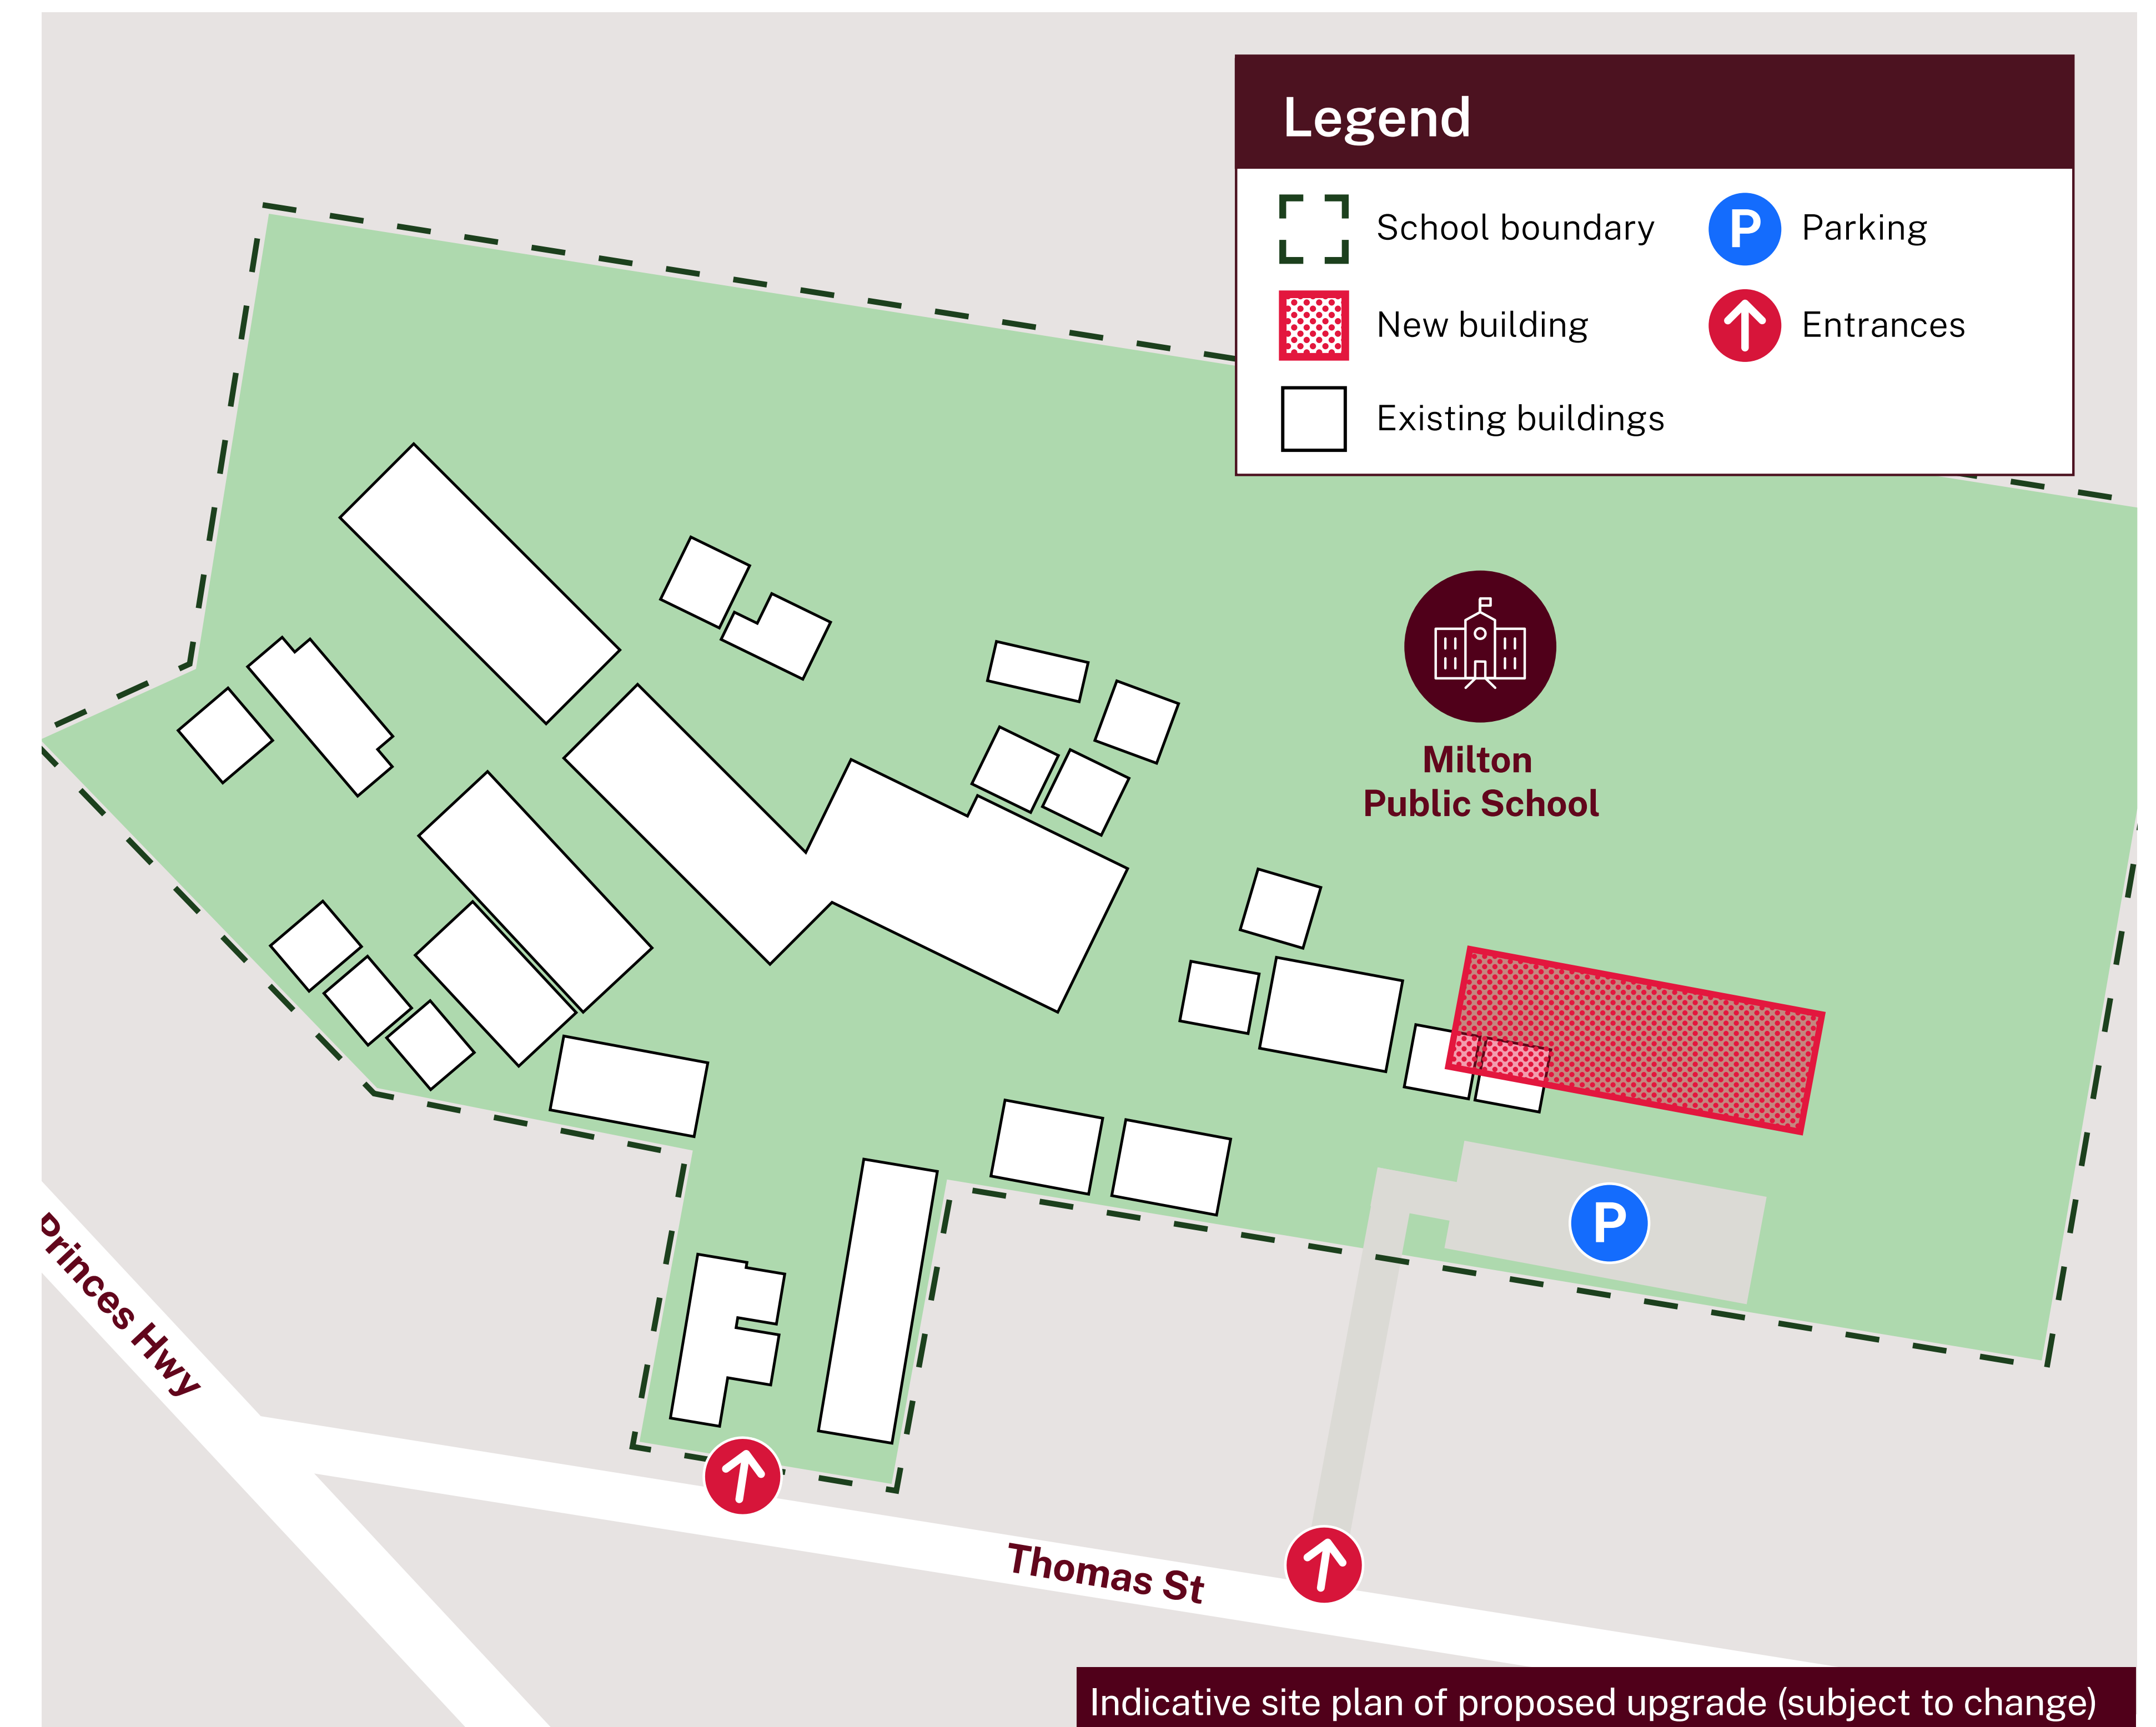 Legend
School boundary
P
Parking
New building
Entrances
Existing buildings
Milton
Public School
P
Princes Hwy
Thomas St
Indicative site plan of proposed upgrade (subject to change)